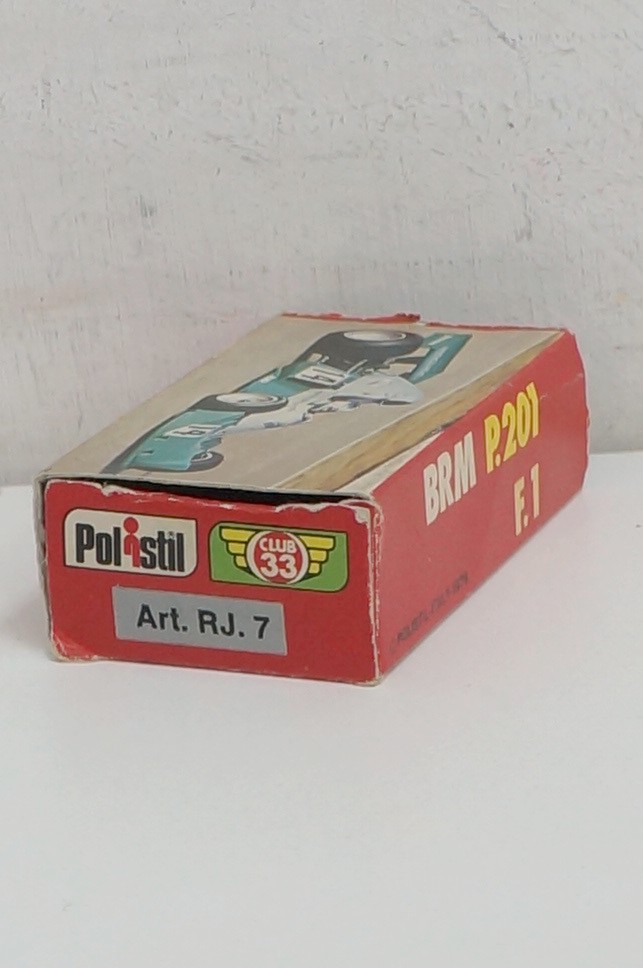 Polistil
CLUB
33
Art. RJ. 7
BRM P.201
F.1